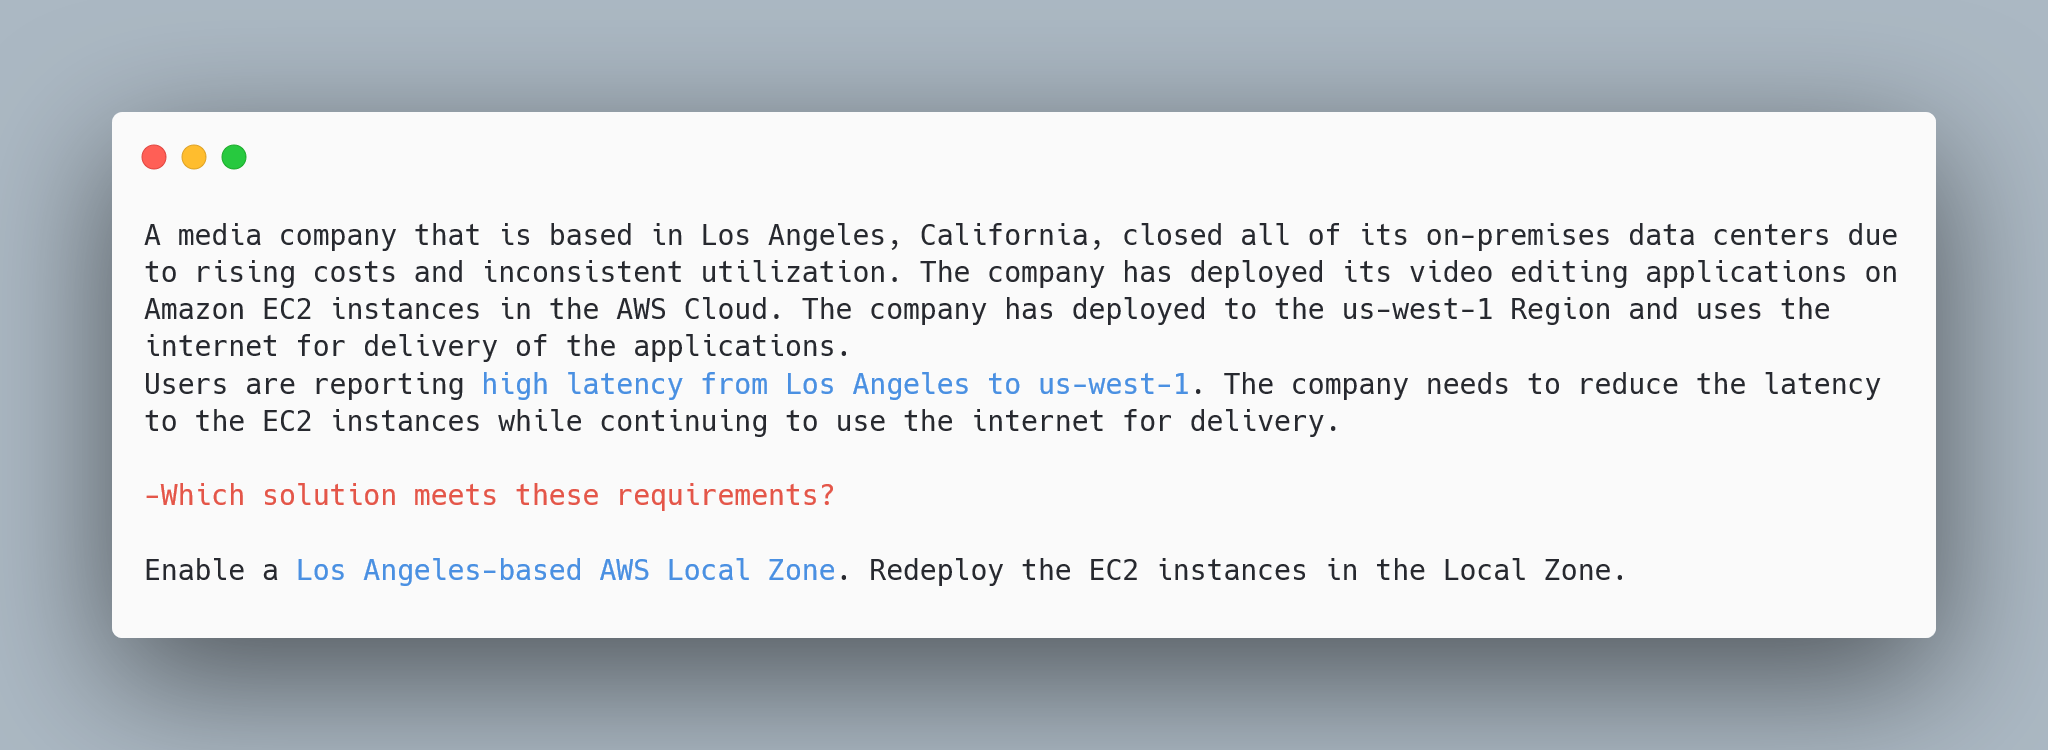 A media company that is based in Los Angeles, California, closed all of its on-premises data centers due
to rising costs and inconsistent utilization. The company has deployed its video editing applications on
Amazon EC2 instances in the AWS Cloud. The company has deployed to the us-west-1 Region and uses the
internet for delivery of the applications.
Users are reporting high latency from Los Angeles to us-west-1. The company needs to reduce the latency
to the EC2 instances while continuing to use the internet for delivery.
-Which solution meets these requirements?
Enable a Los Angeles-based AWS Local Zone. Redeploy the EC2 instances in the Local Zone.